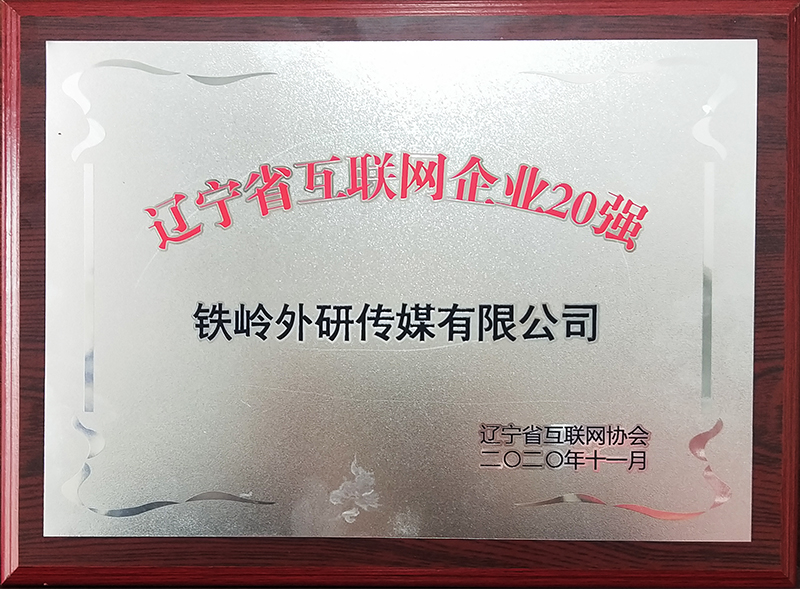 辽宁省互联网企业20强
铁岭外研传媒有限公司
辽宁省互联网协会
二〇二〇年十一月